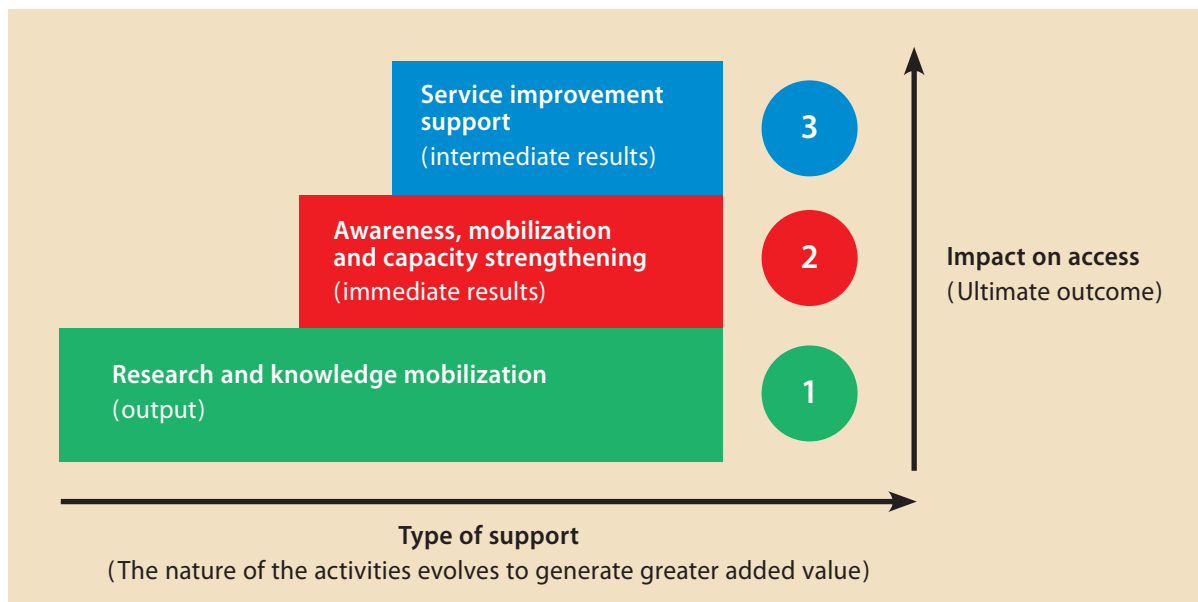 Service improvement
support
(intermediate results)
3
Awareness, mobilization
and capacity strengthening
(immediate results)
2
Impact on access
(Ultimate outcome)
Research and knowledge mobilization
(output)
1
Type of support
(The nature of the activities evolves to generate greater added value)